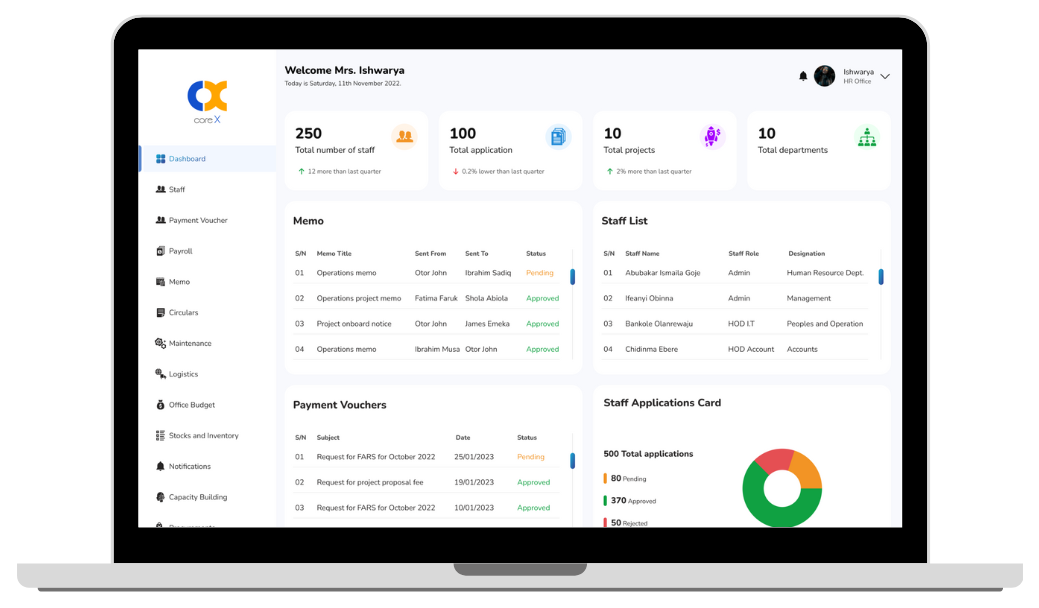 core X
Dashboard
Staff
Payment Voucher
Payroll
Memo
Circulars
Maintenance
Logistics
Office Budget
Stocks and Inventory
Notifications
Capacity Building
Welcome Mrs. Ishwarya
Today is Saturday, 11th November 2022.
Ishwarya
HR Office
250
Total number of staff
12 more than last quarter
100
Total application
0.2% lower than last quarter
10
Total projects
2% more than last quarter
10
Total departments
Memo
S/N Memo Title Sent From Sent To Status
01 Operations memo Otor John Ibrahim Sadiq Pending
02 Operations project memo Fatima Faruk Shola Abiola Approved
03 Project onboard notice Otor John James Emeka Approved
04 Operations memo Ibrahim Musa Otor John Approved
Staff List
S/N Staff Name Staff Role Designation
01 Abubakar Ismaila Goje Admin Human Resource Dept.
02 Ifeanyi Obinna Admin Management
03 Bankole Olanrewaju HOD I.T Peoples and Operation
04 Chidinma Ebere HOD Account Accounts
Payment Vouchers
S/N Subject Date Status
01 Request for FARS for October 2022 25/01/2023 Pending
02 Request for project proposal fee 19/01/2023 Approved
03 Request for FARS for October 2022 10/01/2023 Approved
Staff Applications Card
500 Total applications
80 Pending
370 Approved
50 Rejected